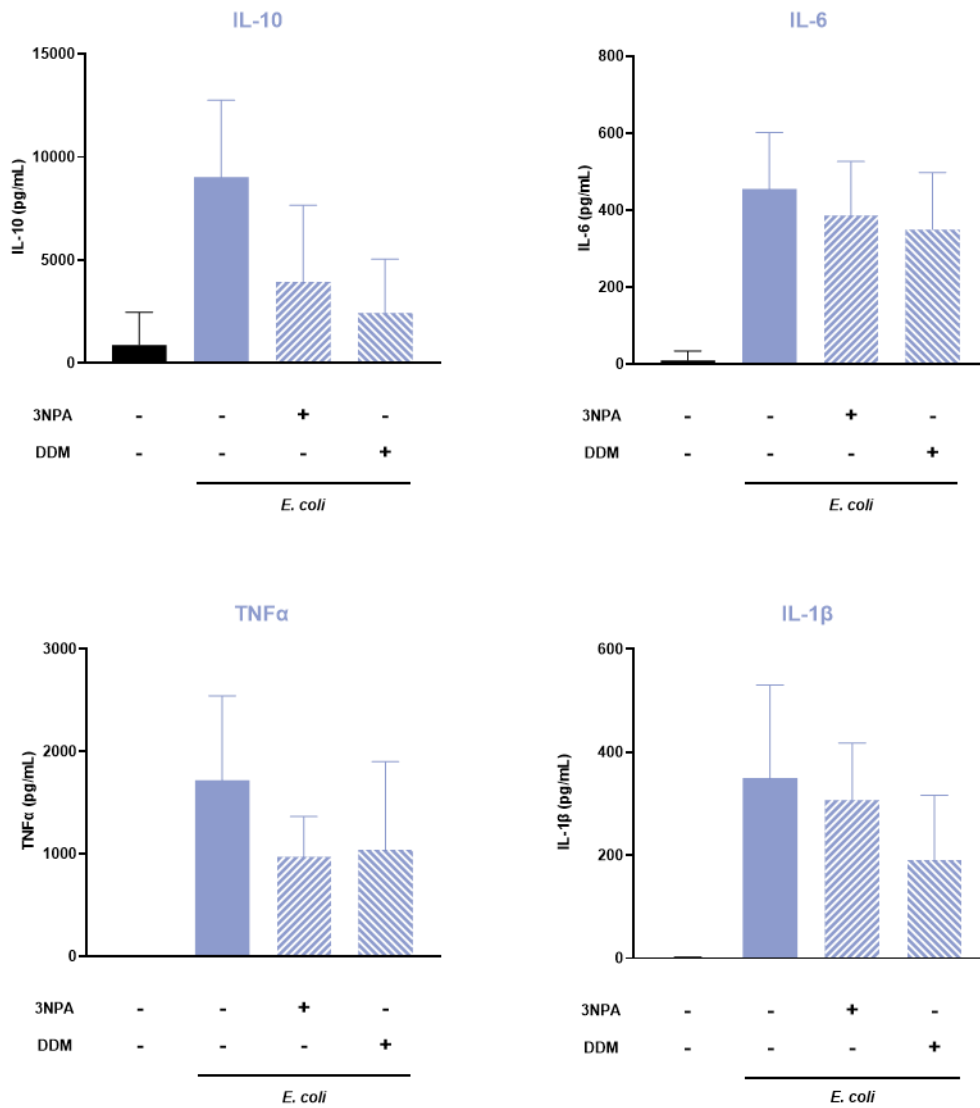 IL-10
IL-10 (pg/mL)
15000
10000
5000
0
3NPA - - + -
DDM - - - +
E. coli
IL-6
IL-6 (pg/mL)
800
600
400
200
0
3NPA - - + -
DDM - - - +
E. coli
TNFα
TNFα (pg/mL)
3000
2000
1000
0
3NPA - - + -
DDM - - - +
E. coli
IL-1β
IL-1β (pg/mL)
600
400
200
0
3NPA - - + -
DDM - - - +
E. coli